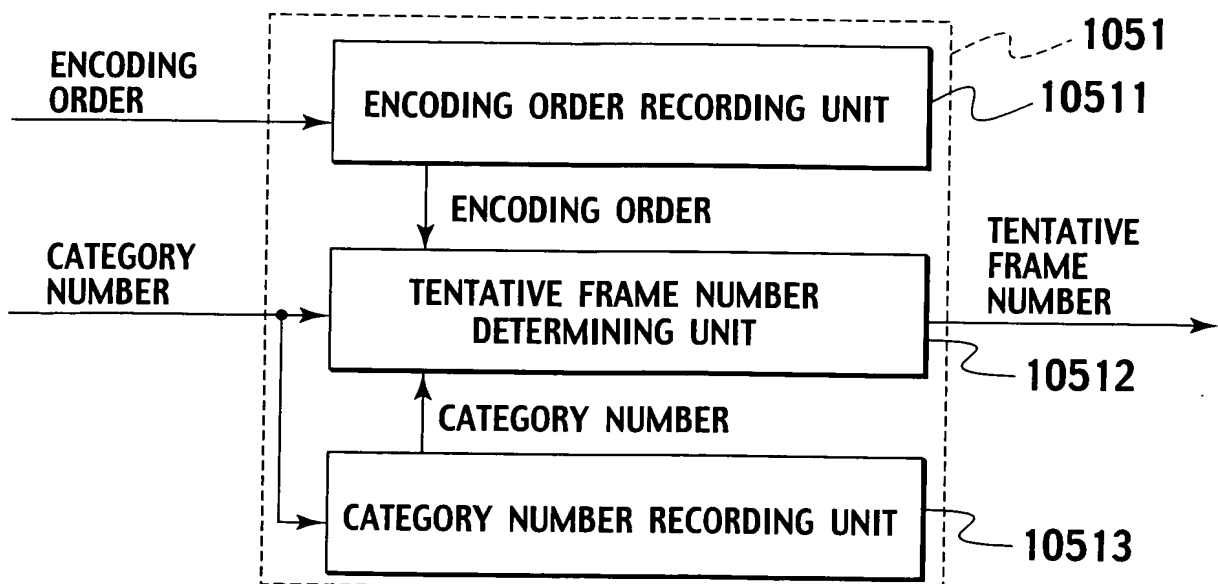 1051
ENCODING
ORDER
ENCODING ORDER RECORDING UNIT
10511
ENCODING ORDER
CATEGORY
NUMBER
TENTATIVE FRAME NUMBER
DETERMINING UNIT
TENTATIVE
FRAME
NUMBER
10512
CATEGORY NUMBER
CATEGORY NUMBER RECORDING UNIT
10513